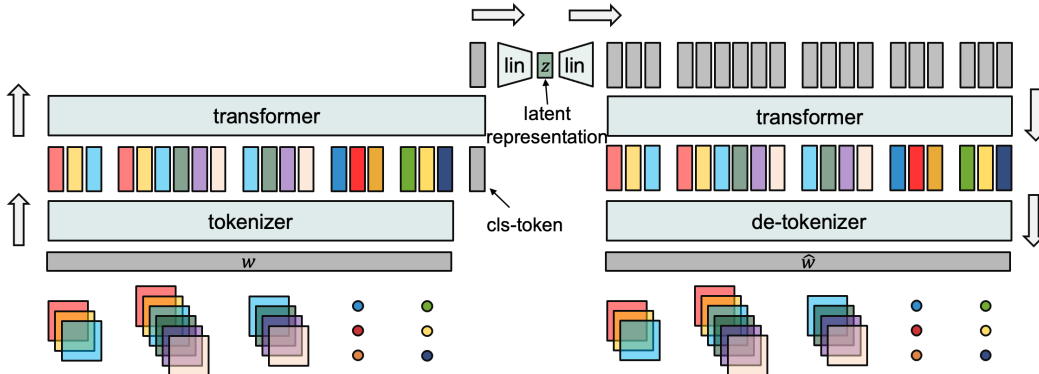 lin z lin
latent
representation
transformer
transformer
cls-token
tokenizer
de-tokenizer
w
ŵ